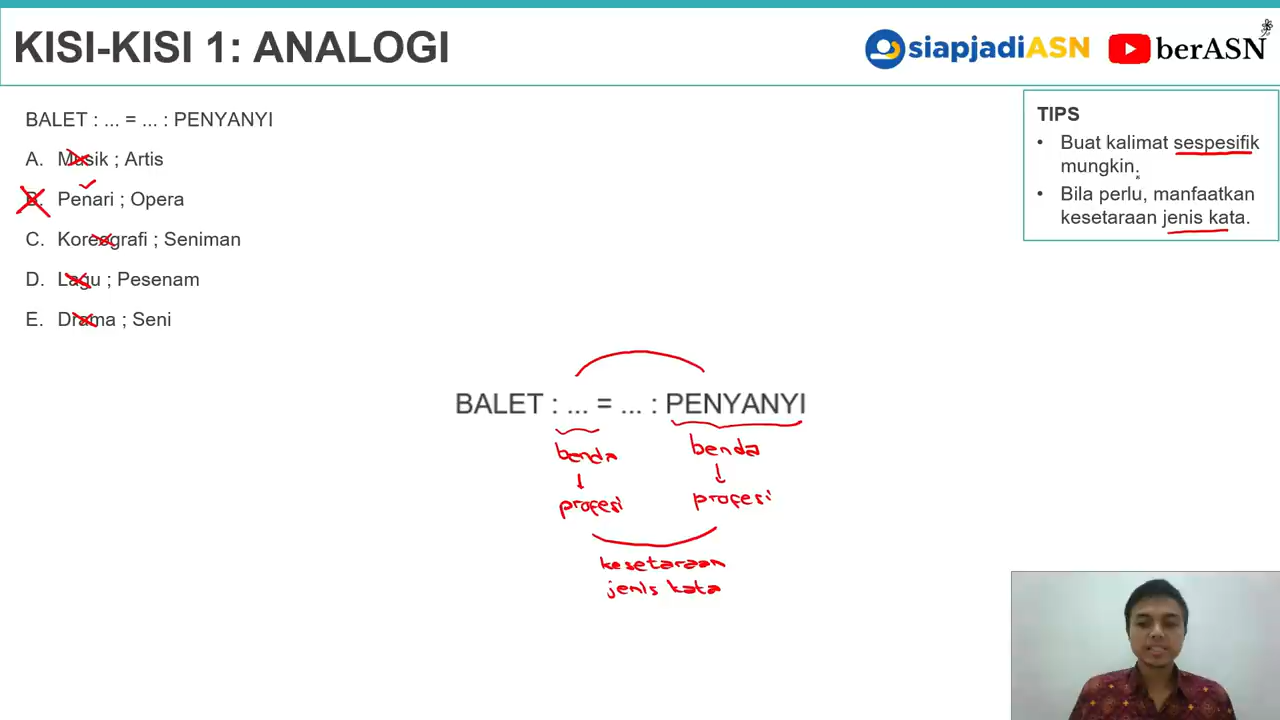 KISI-KISI 1: ANALOGI
siapjadiASN
berASN
BALET : ... = ... : PENYANYI
A. Musik ; Artis
B. Penari ; Opera
C. Koreografi ; Seniman
D. Lagu ; Pesenam
E. Drama ; Seni
TIPS
• Buat kalimat sespesifik
mungkin.
• Bila perlu, manfaatkan
kesetaraan jenis kata.
BALET : ... = ... : PENYANYI
benda benda
profesi profesi
kesetaraan
jenis kata